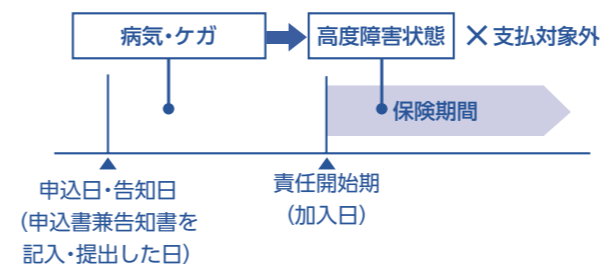 病気・ケガ
高度障害状態
×支払対象外
保険期間
申込日・告知日
（申込書兼告知書を
記入・提出した日）
責任開始期
（加入日）